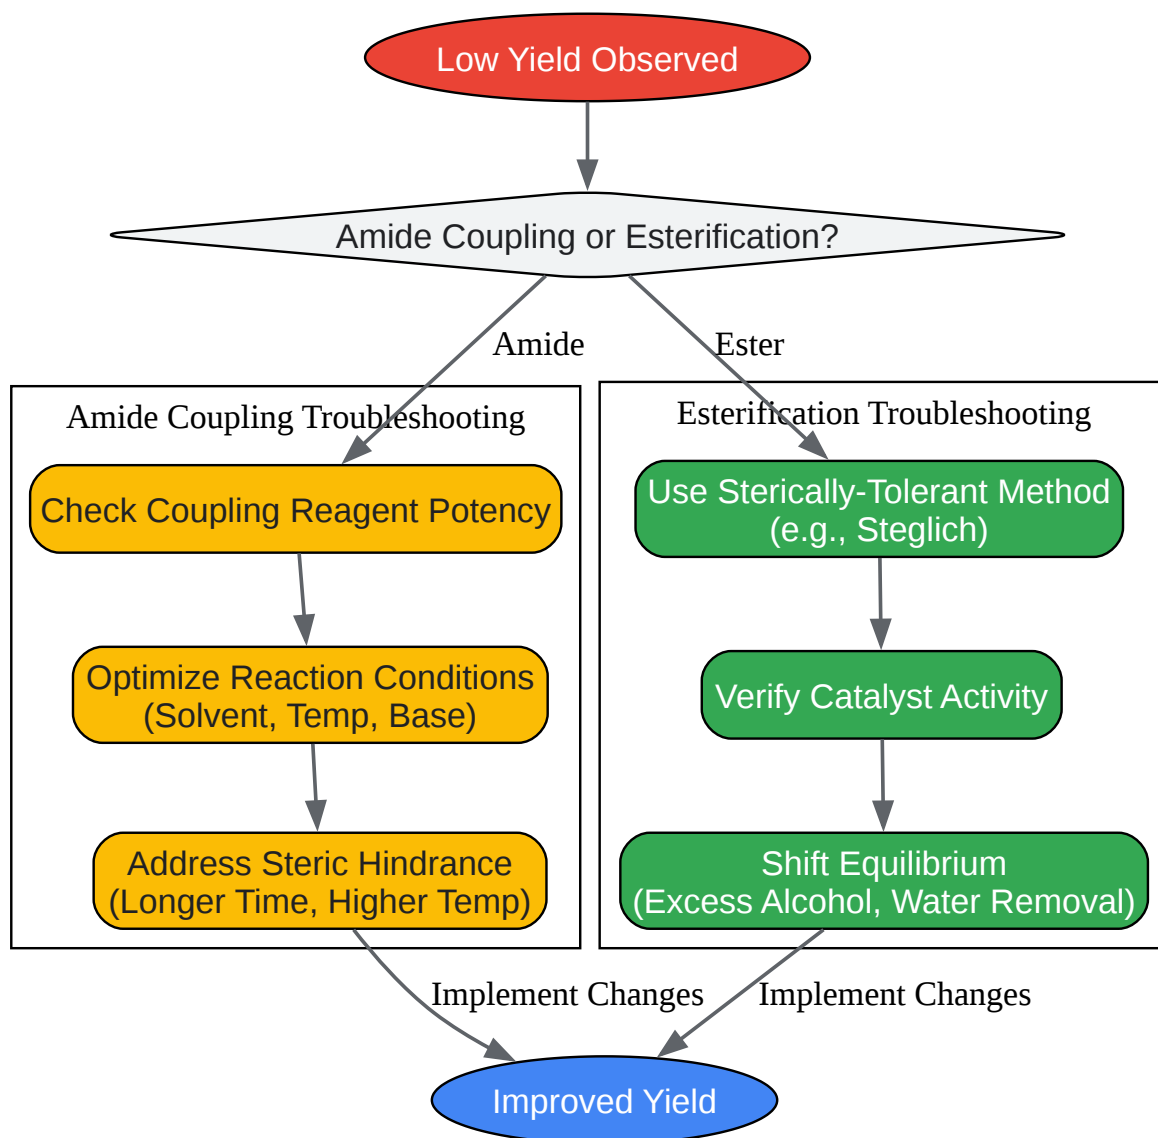 Low Yield Observed
Amide Coupling or Esterification?
Amide
Ester
Amide Coupling Troubleshooting
Check Coupling Reagent Potency
Optimize Reaction Conditions
(Solvent, Temp, Base)
Address Steric Hindrance
(Longer Time, Higher Temp)
Esterification Troubleshooting
Use Sterically-Tolerant Method
(e.g., Steglich)
Verify Catalyst Activity
Shift Equilibrium
(Excess Alcohol, Water Removal)
Implement Changes
Implement Changes
Improved Yield